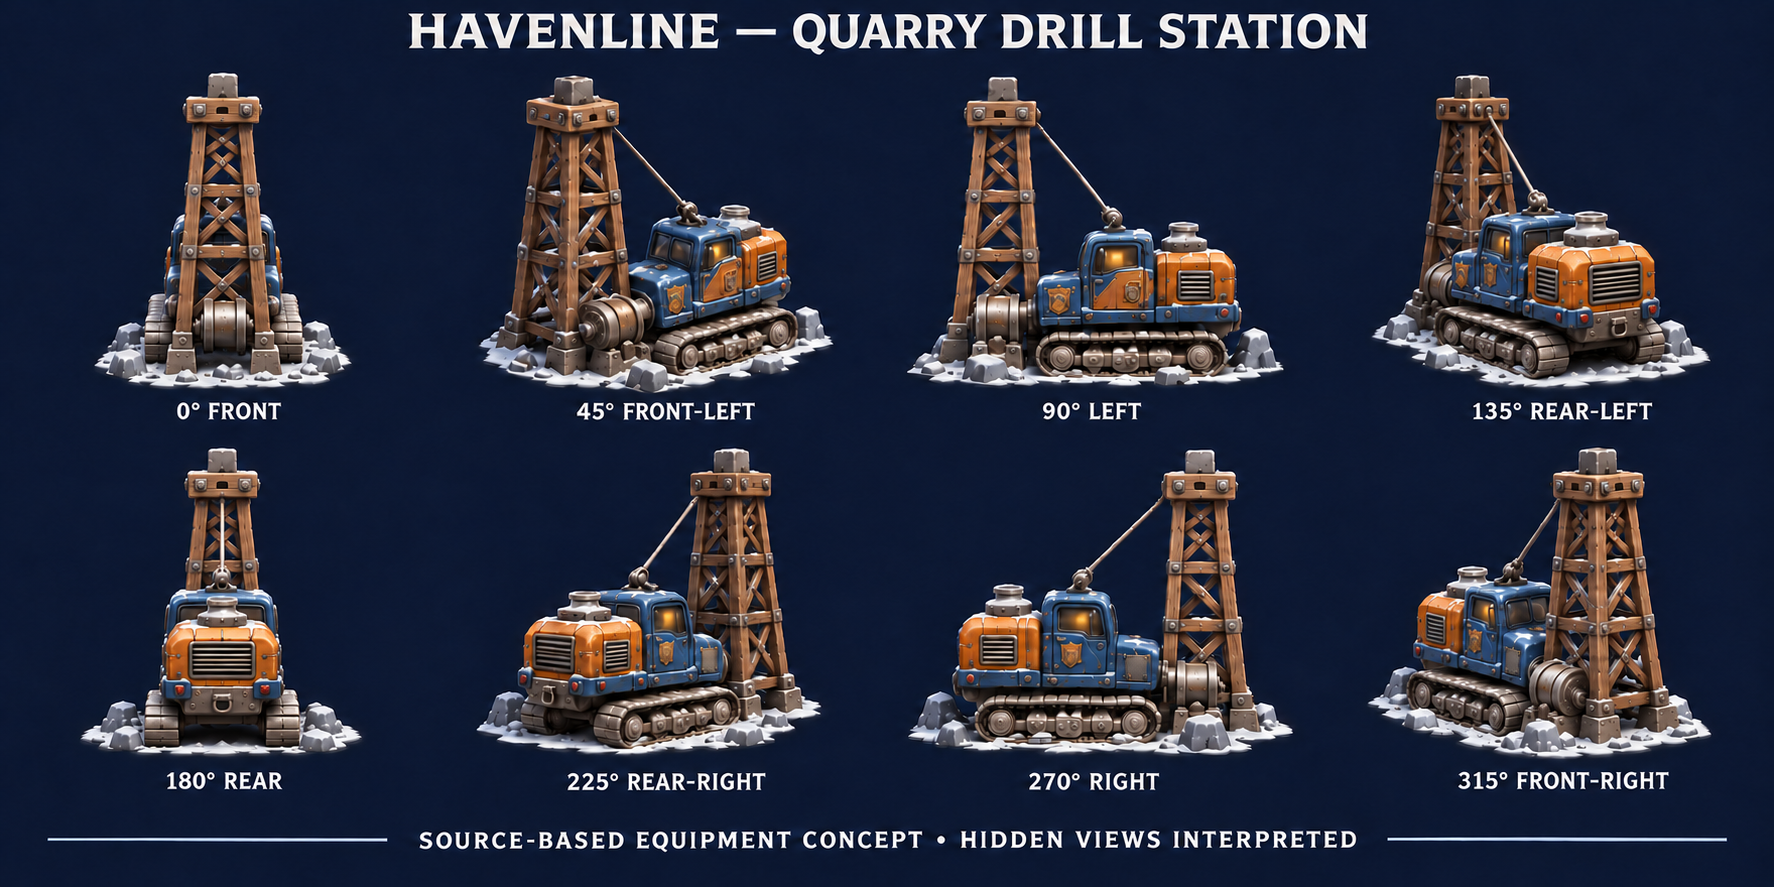 HAVENLINE — QUARRY DRILL STATION
0° FRONT
45° FRONT-LEFT
90° LEFT
135° REAR-LEFT
180° REAR
225° REAR-RIGHT
270° RIGHT
315° FRONT-RIGHT
SOURCE-BASED EQUIPMENT CONCEPT • HIDDEN VIEWS INTERPRETED